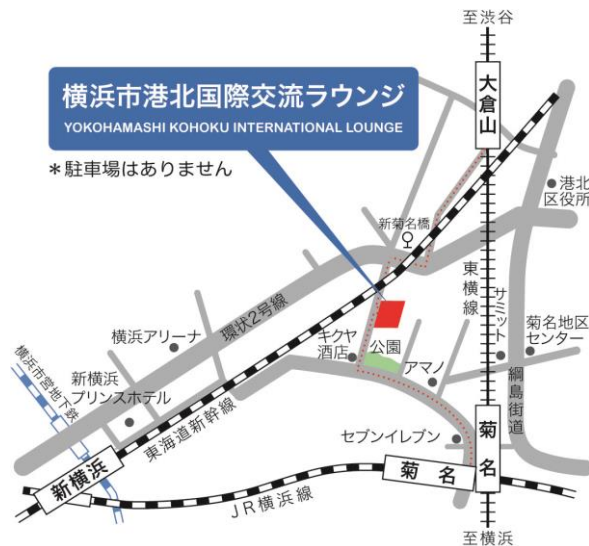 至渋谷
大倉山
横浜市港北国際交流ラウンジ
YOKOHAMASHI KOHOKU INTERNATIONAL LOUNGE
＊駐車場はありません
港北
区役所
新菊名橋
東横線
サミット
環状2号線
横浜アリーナ
キクヤ
酒店
公園
アマノ
菊名地区
センター
綱島街道
横浜市営地下鉄
新横浜
プリンスホテル
東海道新幹線
セブンイレブン
菊名
新横浜
菊名
JR横浜線
至横浜